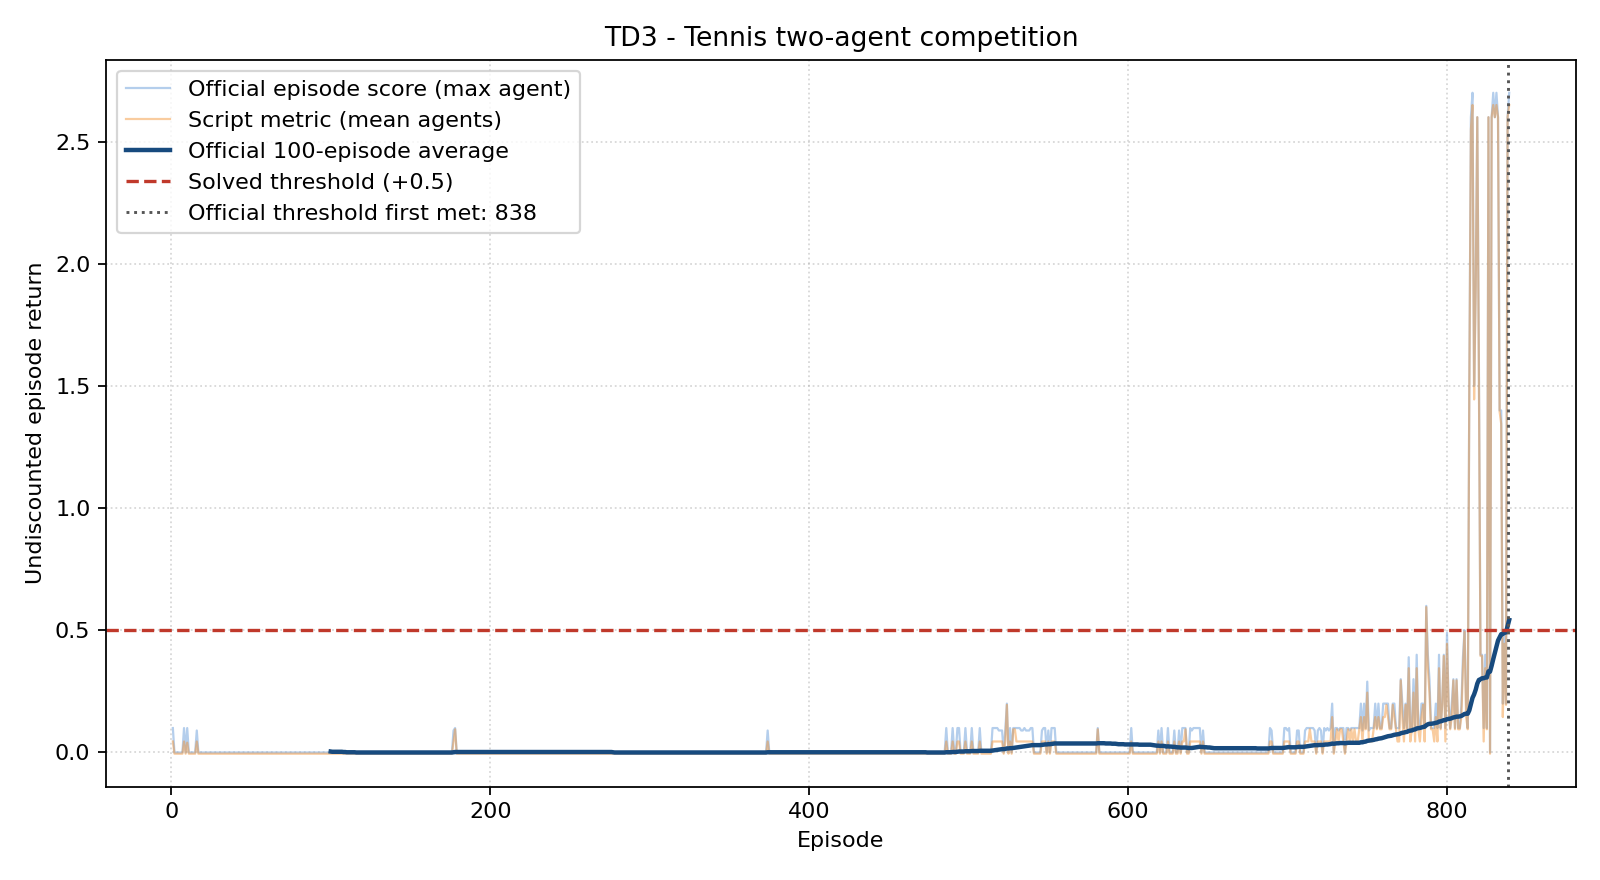 TD3 - Tennis two-agent competition
Official episode score (max agent)
Script metric (mean agents)
Official 100-episode average
Solved threshold (+0.5)
Official threshold first met: 838
Undiscounted episode return
2.5
2.0
1.5
1.0
0.5
0.0
0 200 400 600 800
Episode